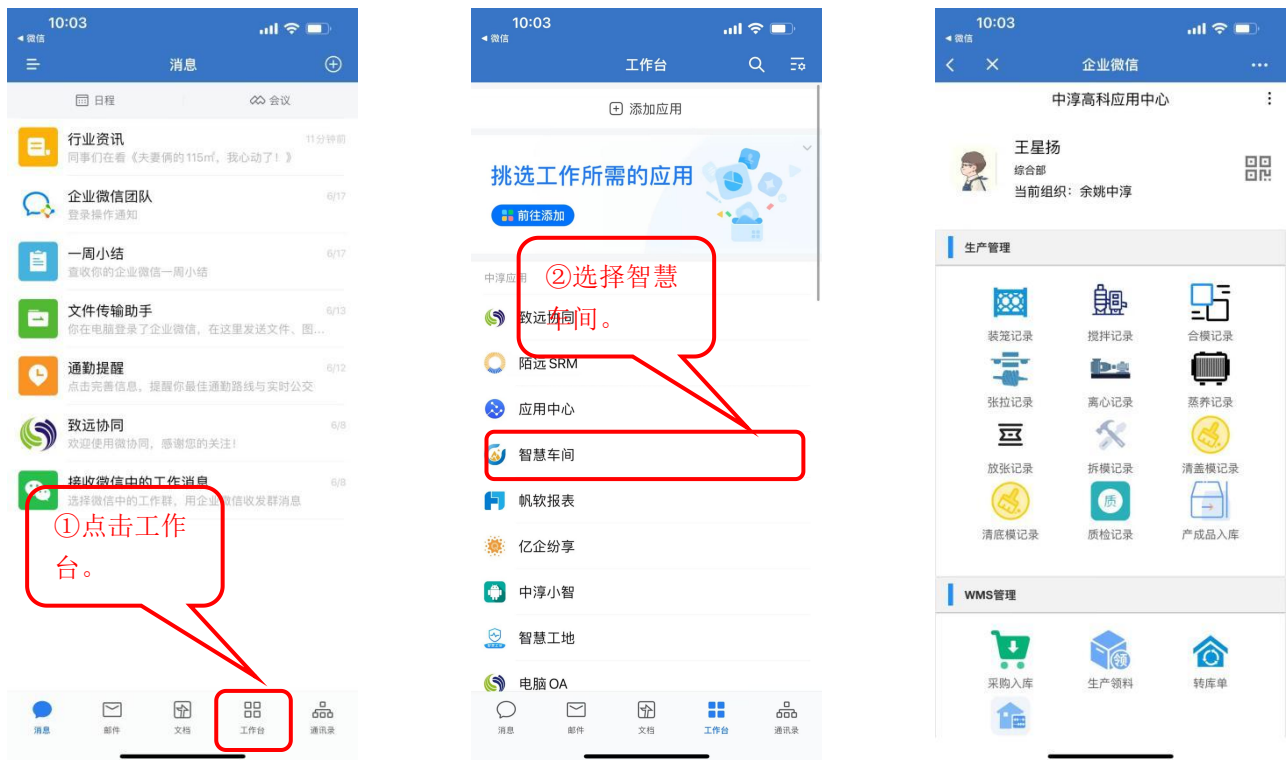 10:03
微信
消息
日程
会议
行业资讯
11分钟前
同事们在看《夫妻俩的115㎡，我心动了！》
企业微信团队
6/17
登录操作通知
一周小结
6/17
查收你的企业微信一周小结
文件传输助手
6/13
你在电脑登录了企业微信，在这里发送文件、图...
通勤提醒
6/12
点击完善信息，提醒你最佳通勤路线与实时公交
致远协同
6/8
欢迎使用微协同，感谢您的关注！
接收微信中的工作消息
6/8
选择微信中的工作群，用企业微信收发群消息
①点击工作
台。
消息
邮件
文档
工作台
通讯录
10:03
微信
工作台
添加应用
挑选工作所需的应用
前往添加
中淳应用
②选择智慧
车间。
致远协同
陌远SRM
应用中心
智慧车间
帆软报表
亿企纷享
中淳小智
智慧工地
电脑OA
消息
邮件
文档
工作台
通讯录
10:03
微信
企业微信
中淳高科应用中心
王星扬
综合部
当前组织：余姚中淳
生产管理
装笼记录
搅拌记录
合模记录
张拉记录
离心记录
蒸养记录
放张记录
拆模记录
清盖模记录
质
清底模记录
质检记录
产成品入库
WMS管理
领
采购入库
生产领料
转库单